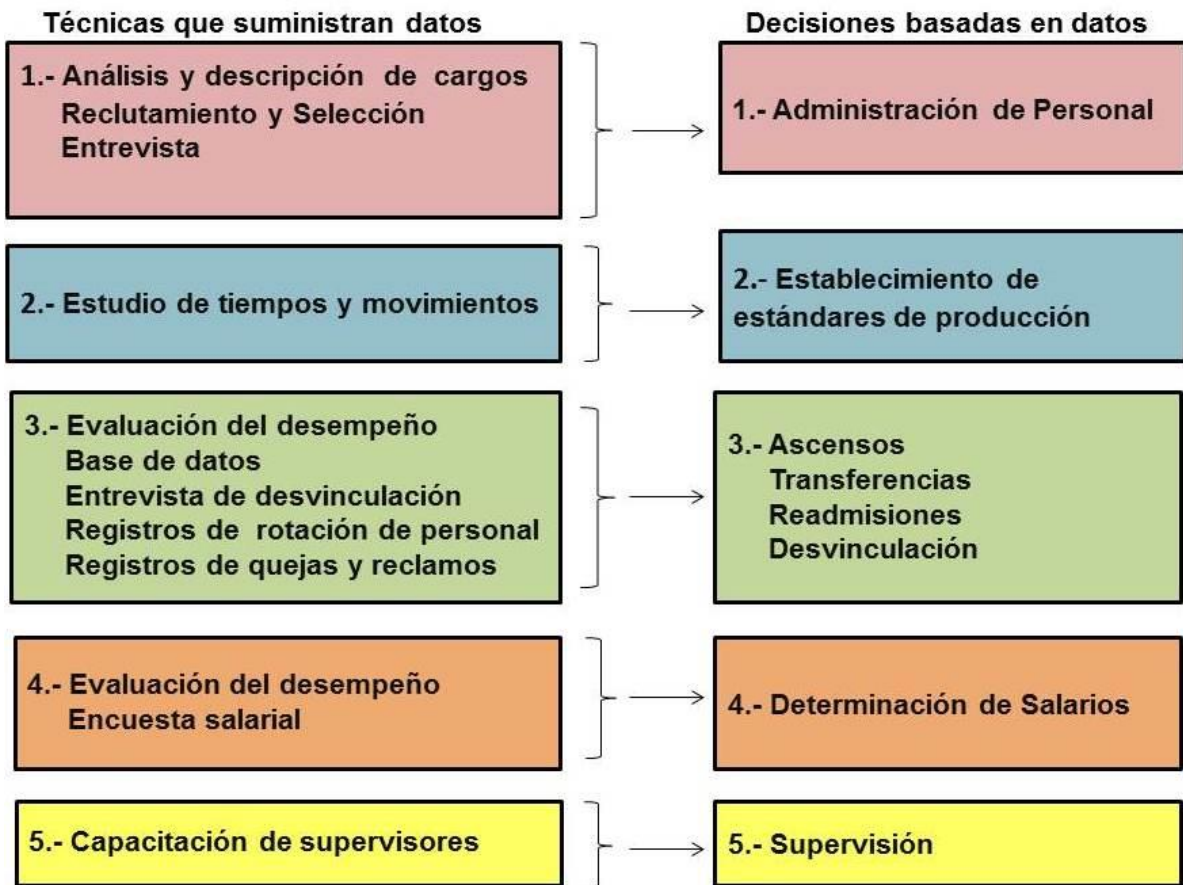 Técnicas que suministran datos
Decisiones basadas en datos
1.- Análisis y descripción de cargos
Reclutamiento y Selección
Entrevista
1.- Administración de Personal
2.- Estudio de tiempos y movimientos
2.- Establecimiento de
estándares de producción
3.- Evaluación del desempeño
Base de datos
Entrevista de desvinculación
Registros de rotación de personal
Registros de quejas y reclamos
3.- Ascensos
Transferencias
Readmisiones
Desvinculación
4.- Evaluación del desempeño
Encuesta salarial
4.- Determinación de Salarios
5.- Capacitación de supervisores
5.- Supervisión